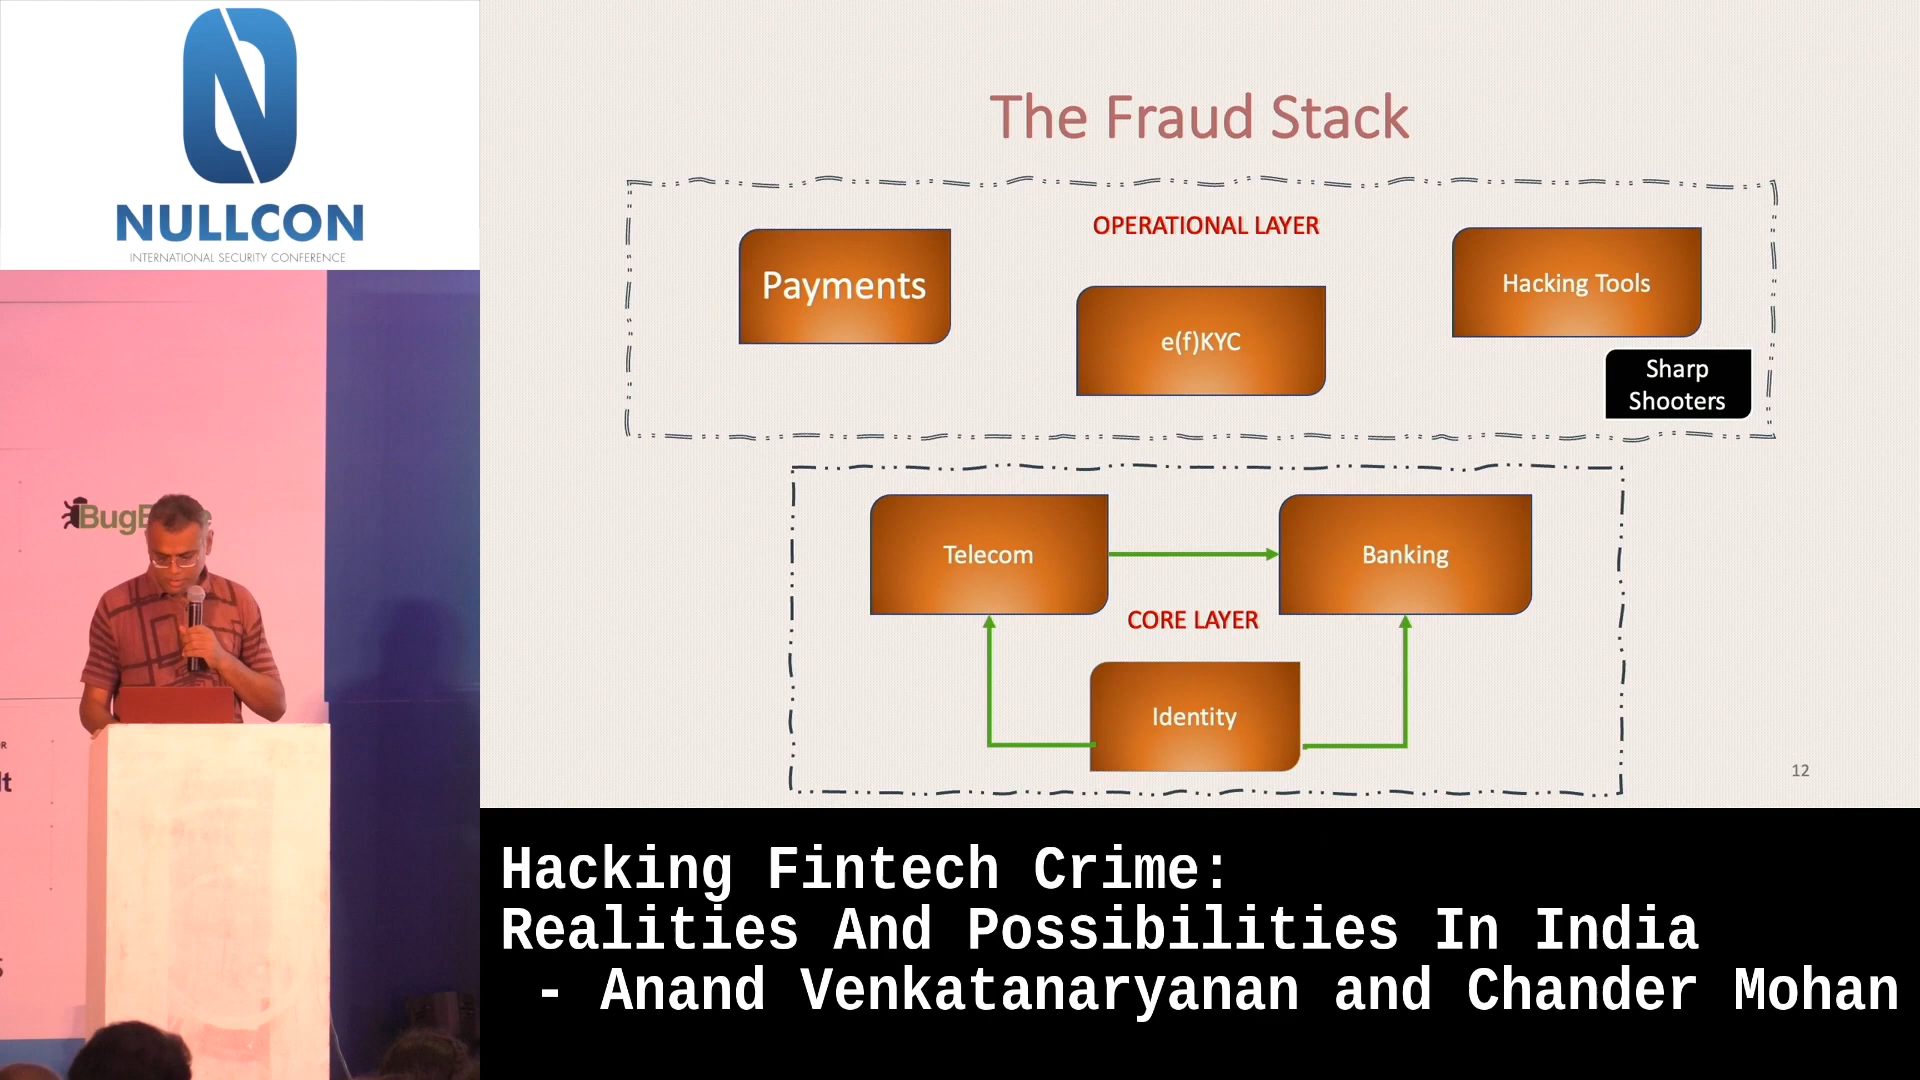 NULLCON
INTERNATIONAL SECURITY CONFERENCE
The Fraud Stack
OPERATIONAL LAYER
Payments
e(f)KYC
Hacking Tools
Sharp
Shooters
Telecom
Banking
CORE LAYER
Identity
12
Hacking Fintech Crime:
Realities And Possibilities In India
- Anand Venkatanaryanan and Chander Mohan